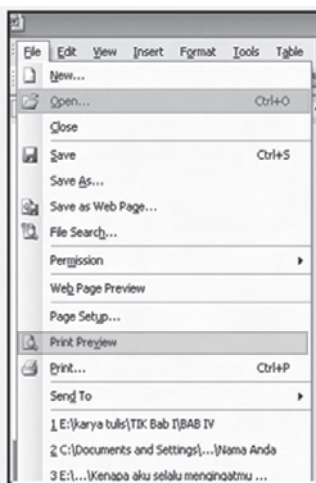 File Edit View Insert Format Tools Table
New...
Open... Ctrl+O
Close
Save Ctrl+S
Save As...
Save as Web Page...
File Search...
Permission
Web Page Preview
Page Setup...
Print Preview
Print... Ctrl+P
Send To
1 E:\karya tulis\TIK Bab I\BAB IV
2 C:\Documents and Settings\...\Nama Anda
3 E:\...\Kenapa aku selalu mengingatmu ...